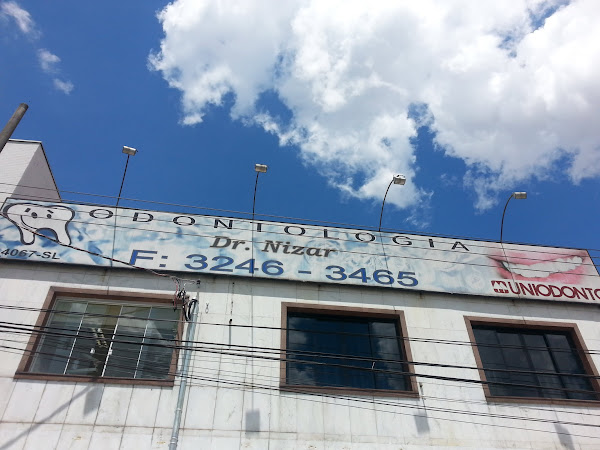 ODONTOLOGIA
Dr. Nizar
F: 3246 - 3465
4067-SL
UNIODONTO